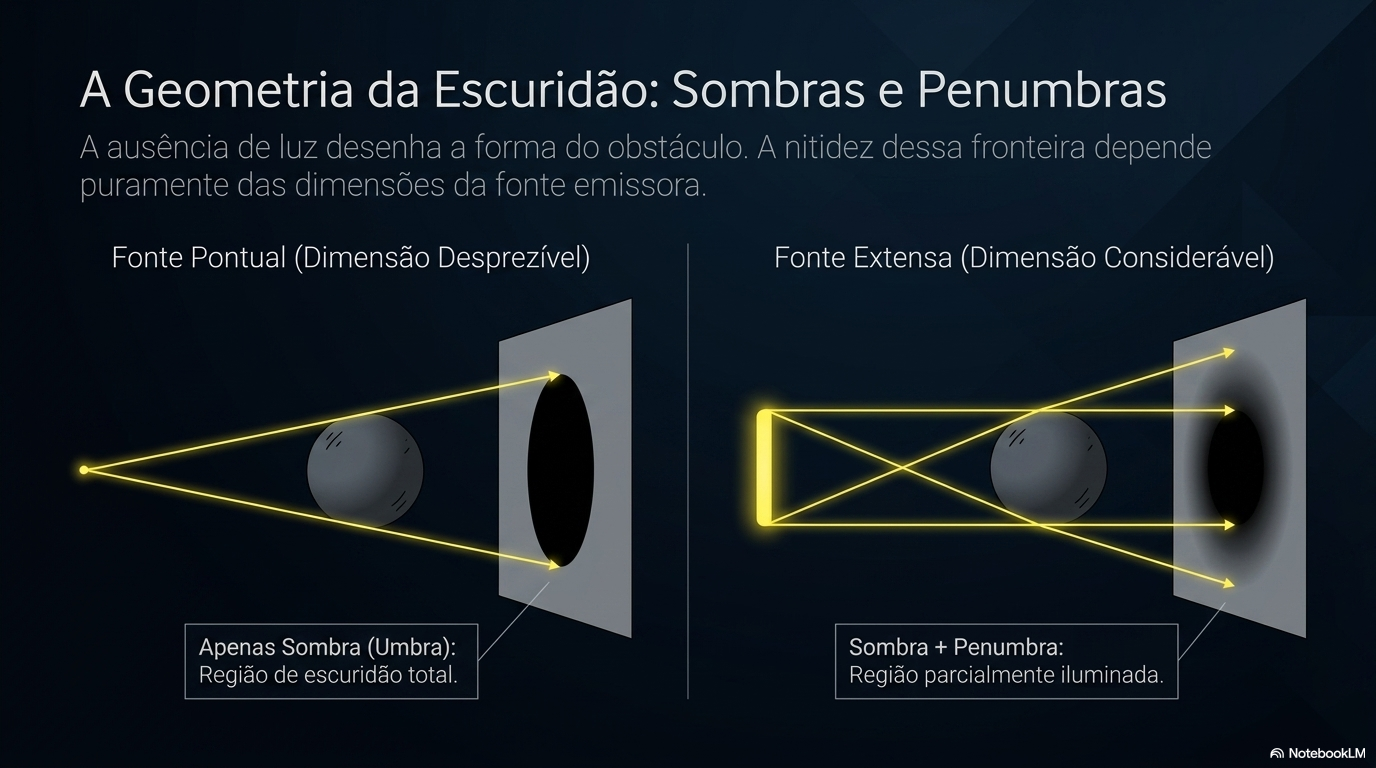 A Geometria da Escuridão: Sombras e Penumbras
A ausência de luz desenha a forma do obstáculo. A nitidez dessa fronteira depende
puramente das dimensões da fonte emissora.
Fonte Pontual (Dimensão Desprezível)
Apenas Sombra (Umbra):
Região de escuridão total.
Fonte Extensa (Dimensão Considerável)
Sombra + Penumbra:
Região parcialmente iluminada.
NotebookLM